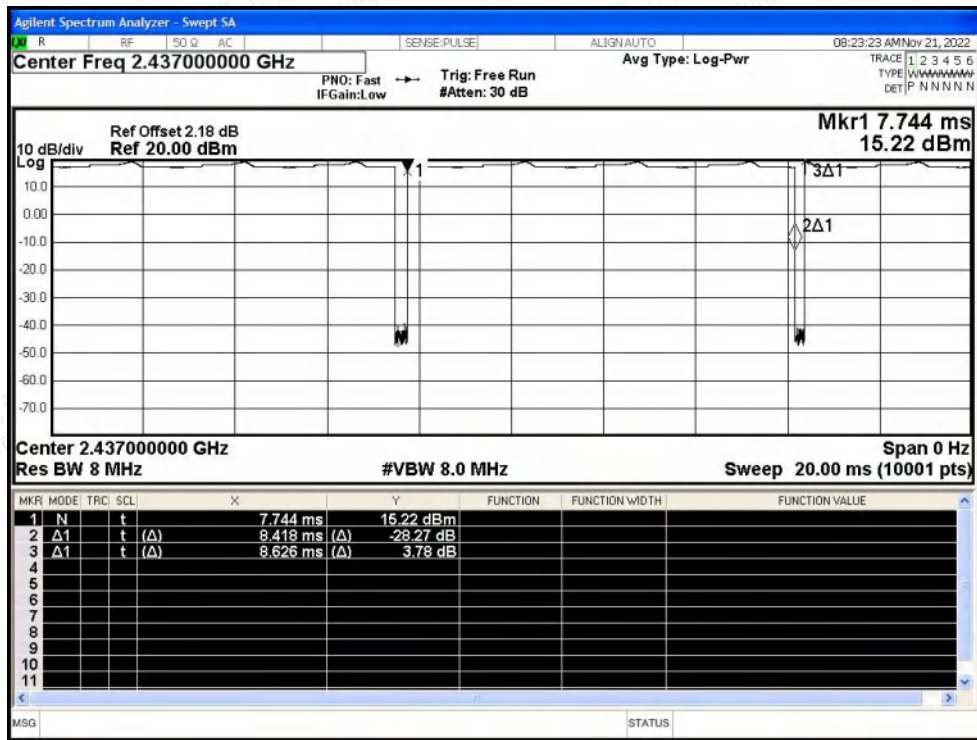 Agilent Spectrum Analyzer - Swept SA
LXI R RF 50 Ω AC SENSE:PULSE ALIGN AUTO 08:23:23 AM Nov 21, 2022
Center Freq 2.437000000 GHz
PNO: Fast
IFGain:Low
Trig: Free Run
#Atten: 30 dB
Avg Type: Log-Pwr
TRACE 1 2 3 4 5 6
TYPE
DET P N N N N N
Mkr1 7.744 ms
15.22 dBm
Ref Offset 2.18 dB
10 dB/div Ref 20.00 dBm
Log
1
3Δ1
10.0
0.00
2Δ1
-10.0
-20.0
-30.0
-40.0
-50.0
-60.0
-70.0
Center 2.437000000 GHz Span 0 Hz
Res BW 8 MHz #VBW 8.0 MHz Sweep 20.00 ms (10001 pts)
MKR MODE TRC SCL X Y FUNCTION FUNCTION WIDTH FUNCTION VALUE
1 N t 7.744 ms 15.22 dBm
2 Δ1 t (Δ) 8.418 ms (Δ) -28.27 dB
3 Δ1 t (Δ) 8.626 ms (Δ) 3.78 dB
4
5
6
7
8
9
10
11
MSG STATUS